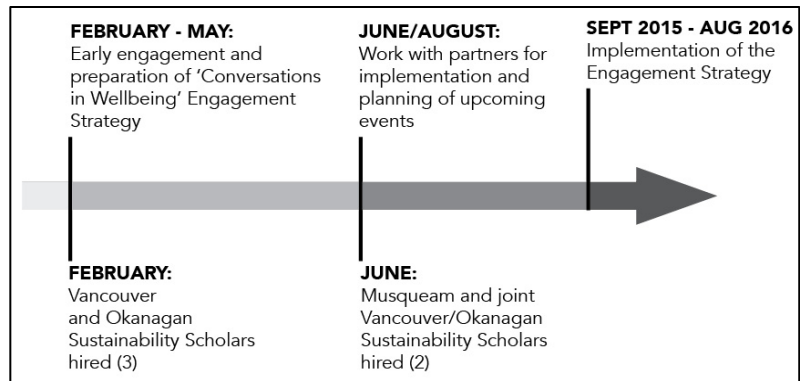 FEBRUARY - MAY:
Early engagement and
preparation of ‘Conversations
in Wellbeing’ Engagement
Strategy
JUNE/AUGUST:
Work with partners for
implementation and
planning of upcoming
events
SEPT 2015 - AUG 2016
Implementation of the
Engagement Strategy
FEBRUARY:
Vancouver
and Okanagan
Sustainability Scholars
hired (3)
JUNE:
Musqueam and joint
Vancouver/Okanagan
Sustainability Scholars
hired (2)